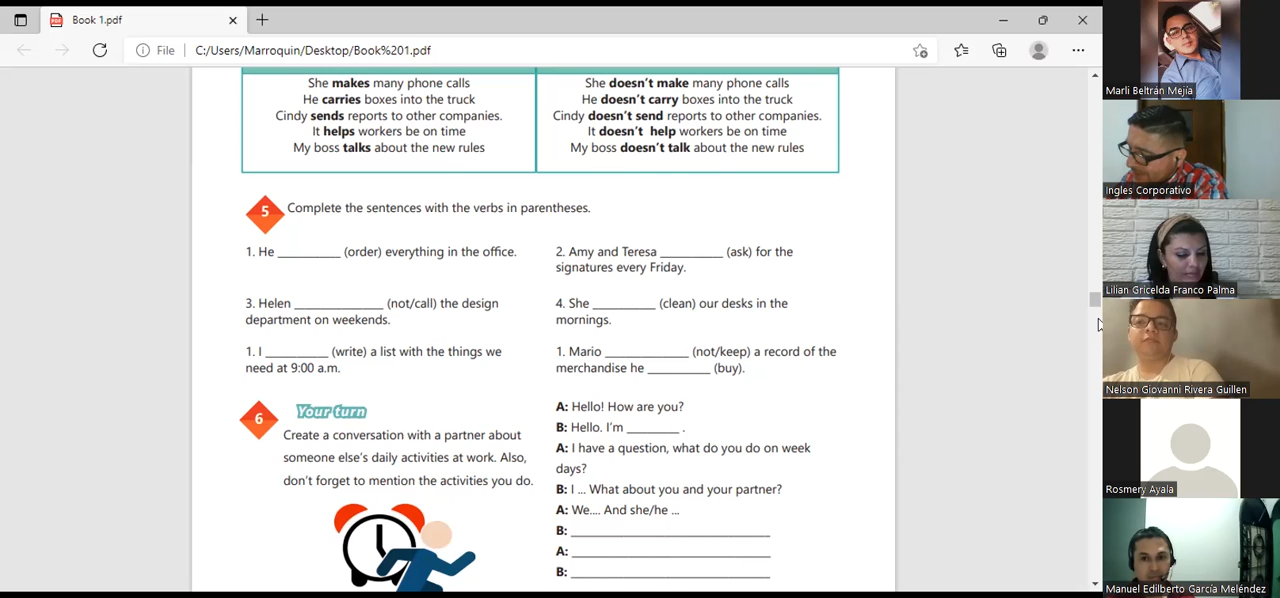 Book 1.pdf
File
C:/Users/Marroquin/Desktop/Book%201.pdf
She makes many phone calls
He carries boxes into the truck
Cindy sends reports to other companies.
It helps workers be on time
My boss talks about the new rules
She doesn't make many phone calls
He doesn't carry boxes into the truck
Cindy doesn't send reports to other companies.
It doesn't help workers be on time
My boss doesn't talk about the new rules
5 Complete the sentences with the verbs in parentheses.
1. He __________ (order) everything in the office.
2. Amy and Teresa __________ (ask) for the
signatures every Friday.
3. Helen ______________ (not/call) the design
department on weekends.
4. She __________ (clean) our desks in the
mornings.
1. I __________ (write) a list with the things we
need at 9:00 a.m.
1. Mario _____________ (not/keep) a record of the
merchandise he __________ (buy).
6 Your turn
Create a conversation with a partner about
someone else's daily activities at work. Also,
don't forget to mention the activities you do.
A: Hello! How are you?
B: Hello. I'm ________ .
A: I have a question, what do you do on week
days?
B: I ... What about you and your partner?
A: We.... And she/he ...
B: ________________________________
A: ________________________________
B: ________________________________
Marli Beltrán Mejía
Ingles Corporativo
Lilian Gricelda Franco Palma
Nelson Giovanni Rivera Guillen
Rosmery Ayala
Manuel Edilberto García Meléndez